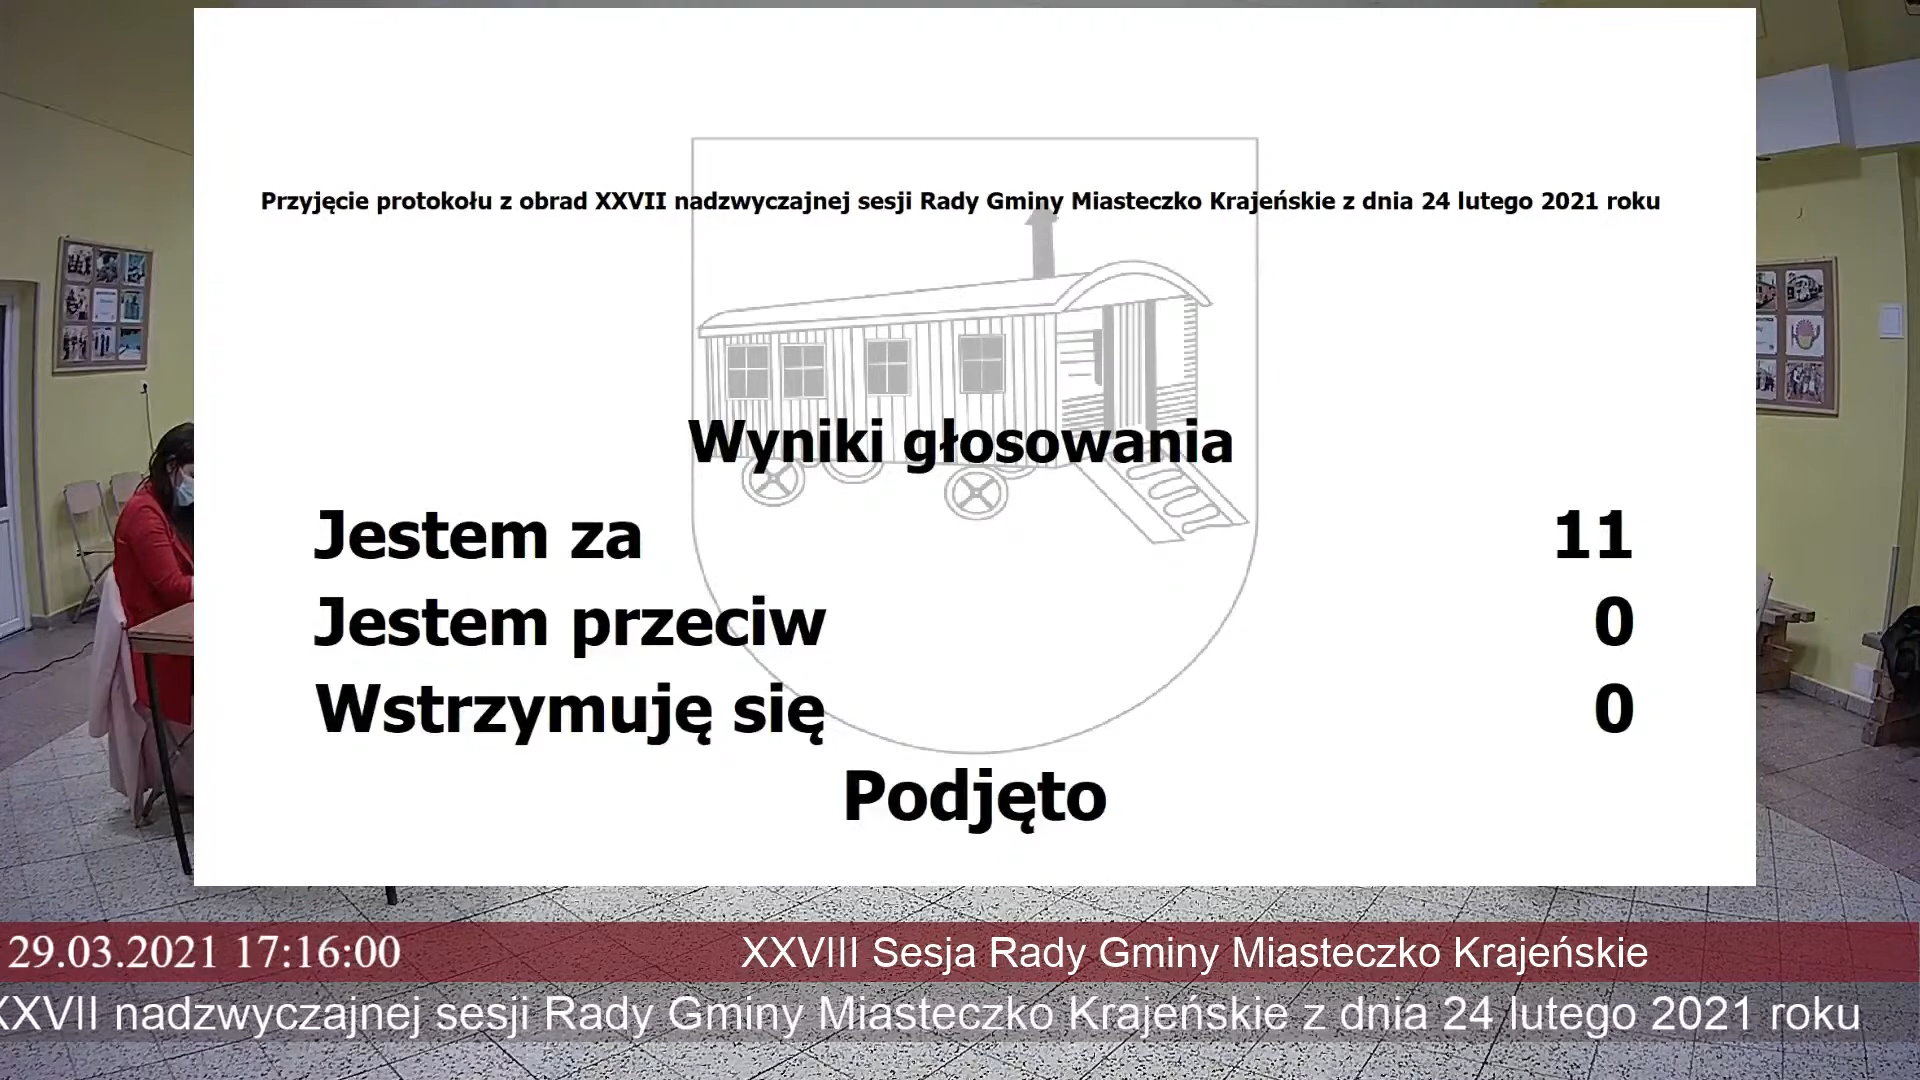 Przyjęcie protokołu z obrad XXVII nadzwyczajnej sesji Rady Gminy Miasteczko Krajeńskie z dnia 24 lutego 2021 roku
Wyniki głosowania
Jestem za 11
Jestem przeciw 0
Wstrzymuję się 0
Podjęto
29.03.2021 17:16:00 XXVIII Sesja Rady Gminy Miasteczko Krajeńskie
XXVII nadzwyczajnej sesji Rady Gminy Miasteczko Krajeńskie z dnia 24 lutego 2021 roku